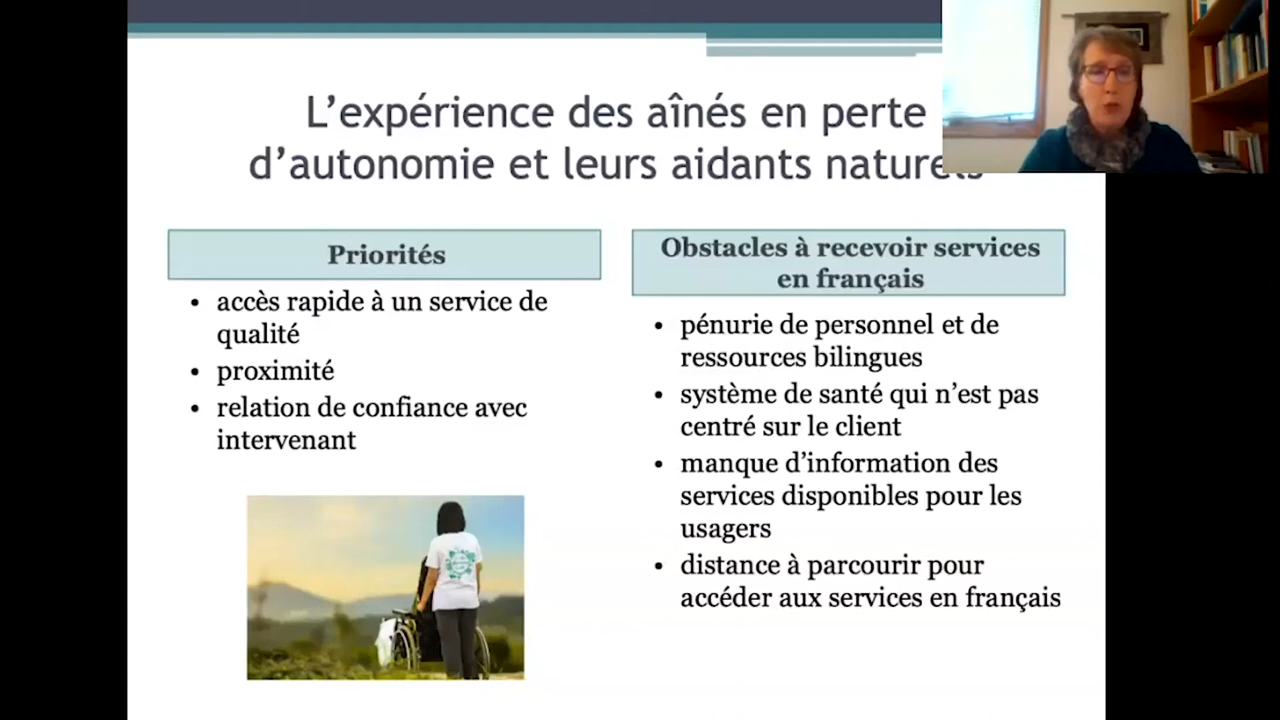 L'expérience des aînés en perte
d'autonomie et leurs aidants naturels
Priorités
• accès rapide à un service de
qualité
• proximité
• relation de confiance avec
intervenant
Obstacles à recevoir services
en français
• pénurie de personnel et de
ressources bilingues
• système de santé qui n'est pas
centré sur le client
• manque d'information des
services disponibles pour les
usagers
• distance à parcourir pour
accéder aux services en français